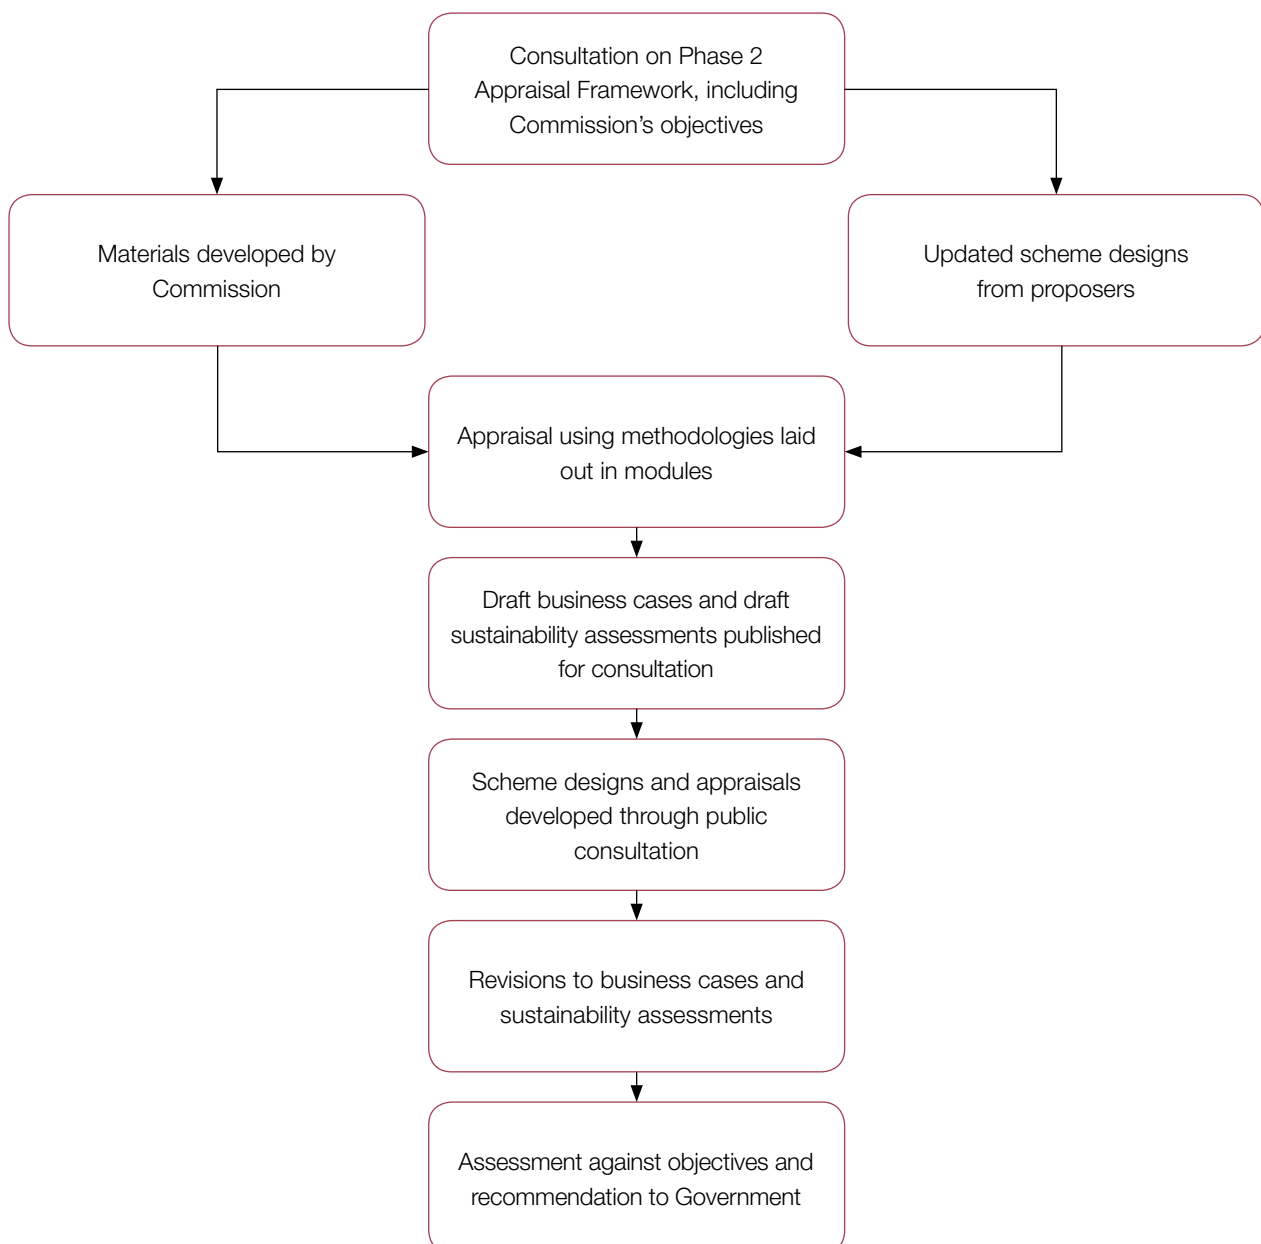 Consultation on Phase 2
Appraisal Framework, including
Commission’s objectives
Materials developed by
Commission
Updated scheme designs
from proposers
Appraisal using methodologies laid
out in modules
Draft business cases and draft
sustainability assessments published
for consultation
Scheme designs and appraisals
developed through public
consultation
Revisions to business cases and
sustainability assessments
Assessment against objectives and
recommendation to Government